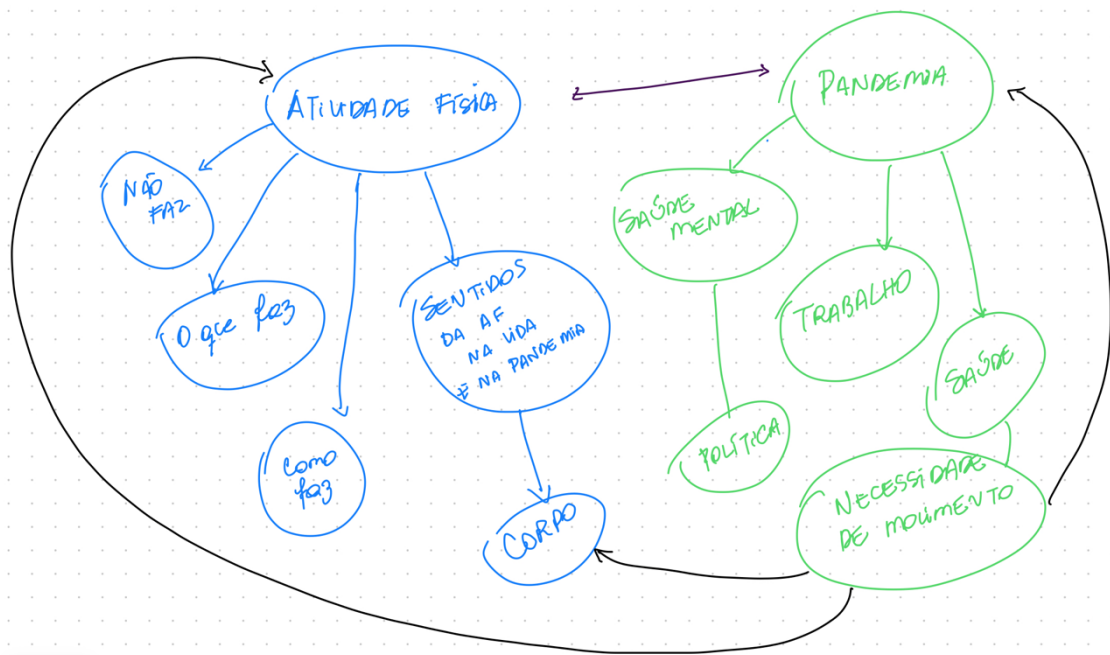 ATIVIDADE FÍSICA
NÃO
FAZ
O que faz
como
faz
SENTIDOS
DA AF
NA VIDA
E NA PANDEMIA
CORPO
PANDEMIA
SAÚDE
MENTAL
POLÍTICA
TRABALHO
SAÚDE
NECESSIDADE
DE MOVIMENTO